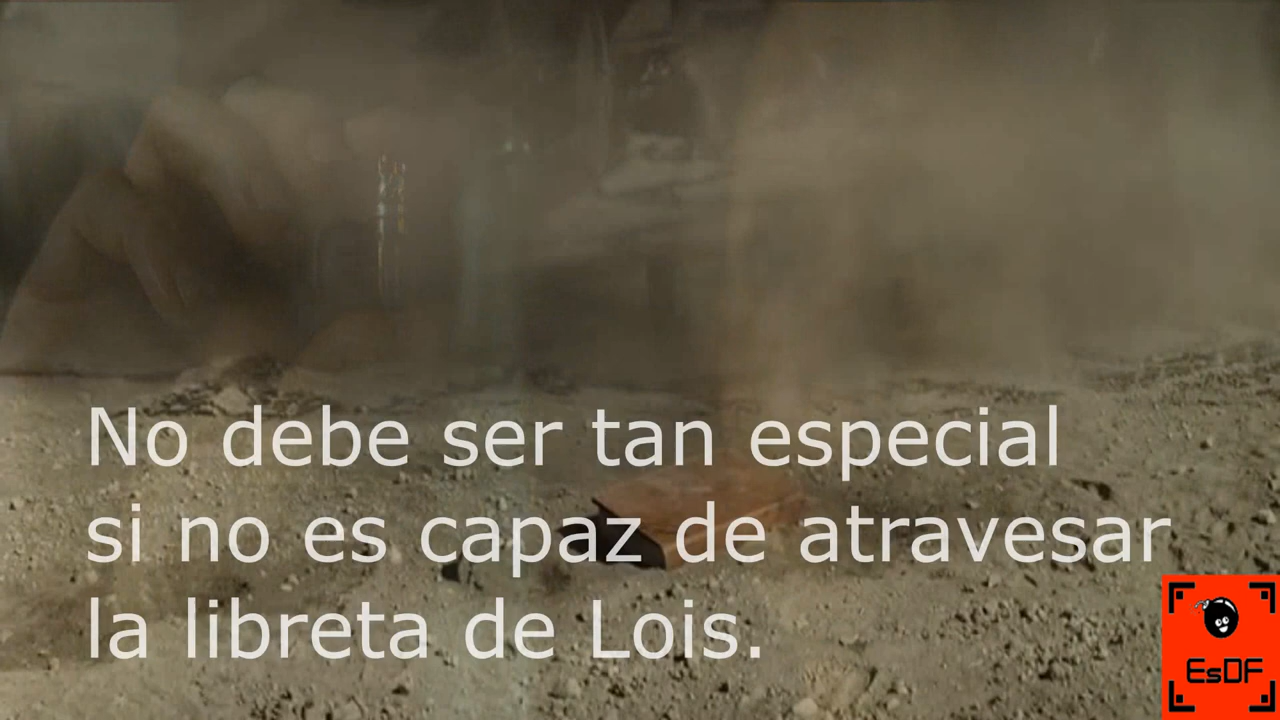 No debe ser tan especial
si no es capaz de atravesar
la libreta de Lois.
EsDF